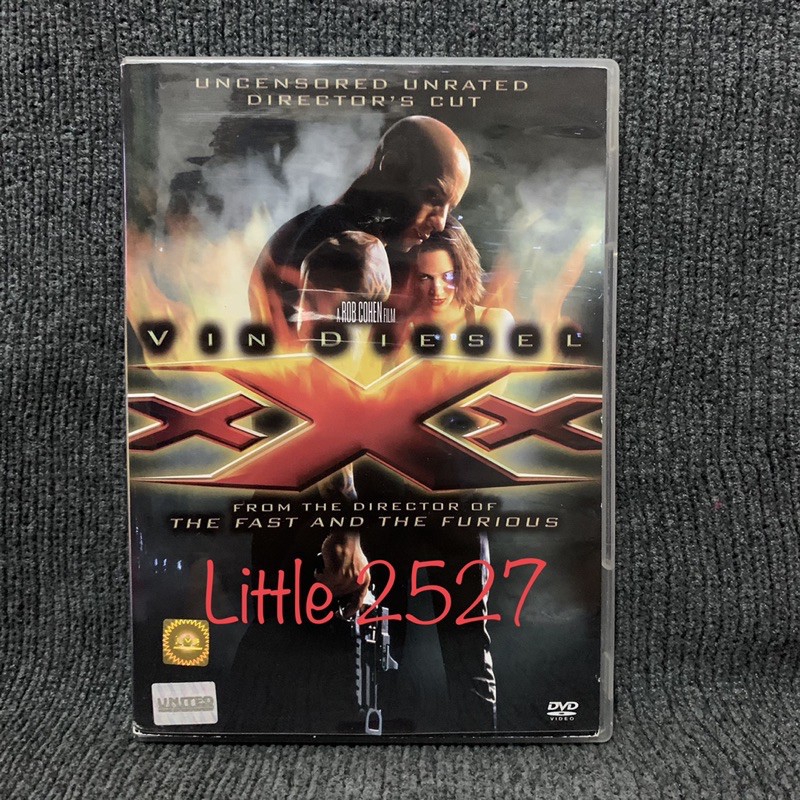 UNCENSORED UNRATED
DIRECTOR'S CUT
A ROB COHEN FILM
VIN DIESEL
xXx
FROM THE DIRECTOR OF
THE FAST AND THE FURIOUS
Little 2527
UNITED
DVD
VIDEO